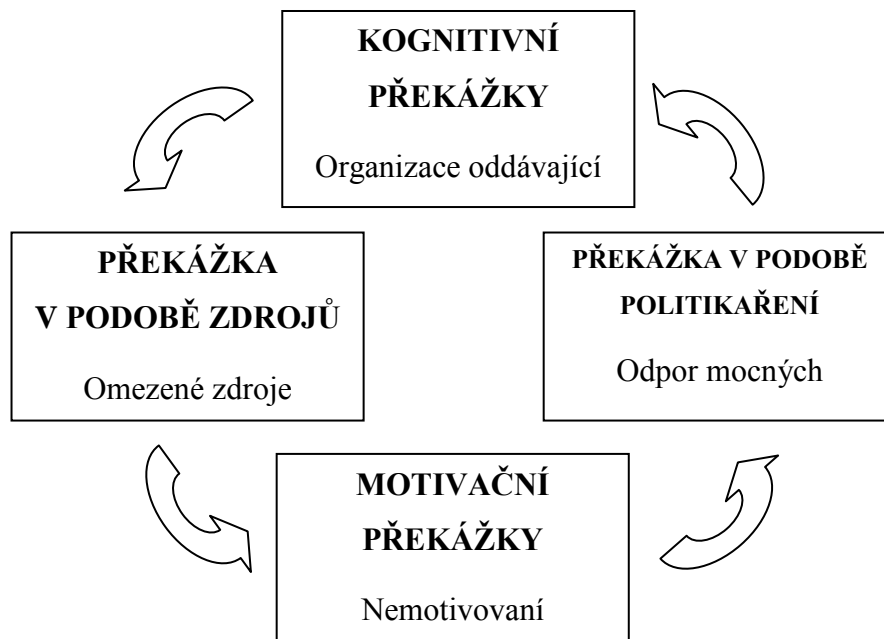 KOGNITIVNÍ
PŘEKÁŽKY
Organizace oddávající
PŘEKÁŽKA
V PODOBĚ ZDROJŮ
Omezené zdroje
PŘEKÁŽKA V PODOBĚ
POLITIKAŘENÍ
Odpor mocných
MOTIVAČNÍ
PŘEKÁŽKY
Nemotivovaní